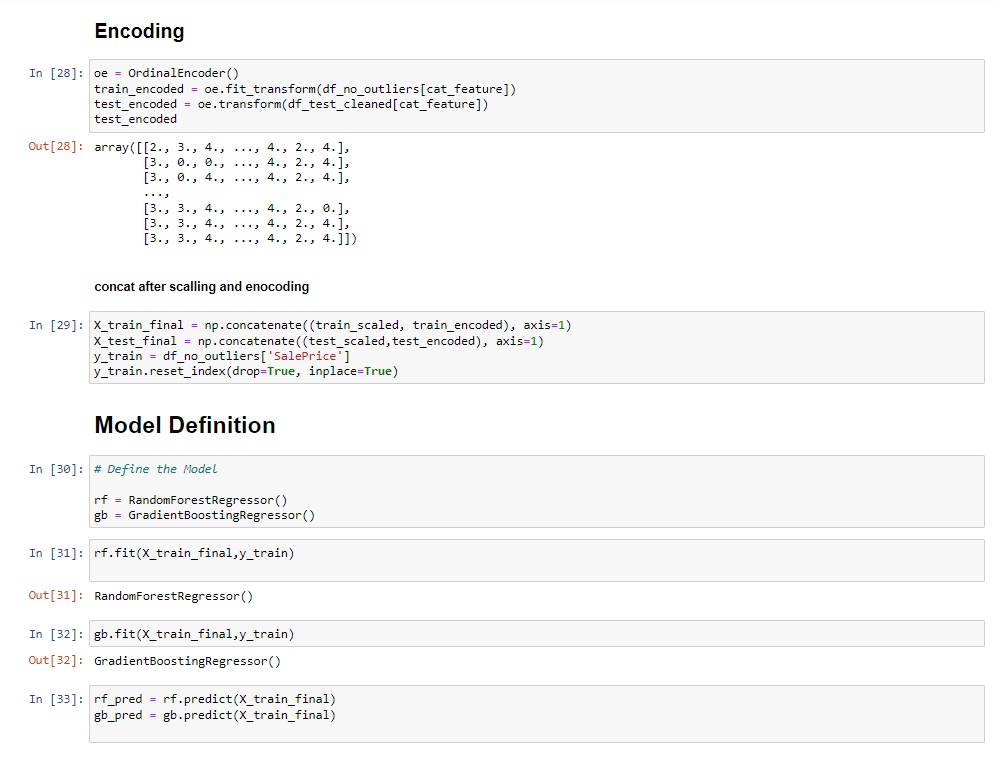 Encoding
In [28]: oe = OrdinalEncoder()
train_encoded = oe.fit_transform(df_no_outliers[cat_feature])
test_encoded = oe.transform(df_test_cleaned[cat_feature])
test_encoded
Out[28]: array([[2., 3., 4., ..., 4., 2., 4.],
[3., 0., 0., ..., 4., 2., 4.],
[3., 0., 4., ..., 4., 2., 4.],
...,
[3., 3., 4., ..., 4., 2., 0.],
[3., 3., 4., ..., 4., 2., 4.],
[3., 3., 4., ..., 4., 2., 4.]])
concat after scalling and enocoding
In [29]: X_train_final = np.concatenate((train_scaled, train_encoded), axis=1)
X_test_final = np.concatenate((test_scaled,test_encoded), axis=1)
y_train = df_no_outliers['SalePrice']
y_train.reset_index(drop=True, inplace=True)
Model Definition
In [30]: # Define the Model
rf = RandomForestRegressor()
gb = GradientBoostingRegressor()
In [31]: rf.fit(X_train_final,y_train)
Out[31]: RandomForestRegressor()
In [32]: gb.fit(X_train_final,y_train)
Out[32]: GradientBoostingRegressor()
In [33]: rf_pred = rf.predict(X_train_final)
gb_pred = gb.predict(X_train_final)